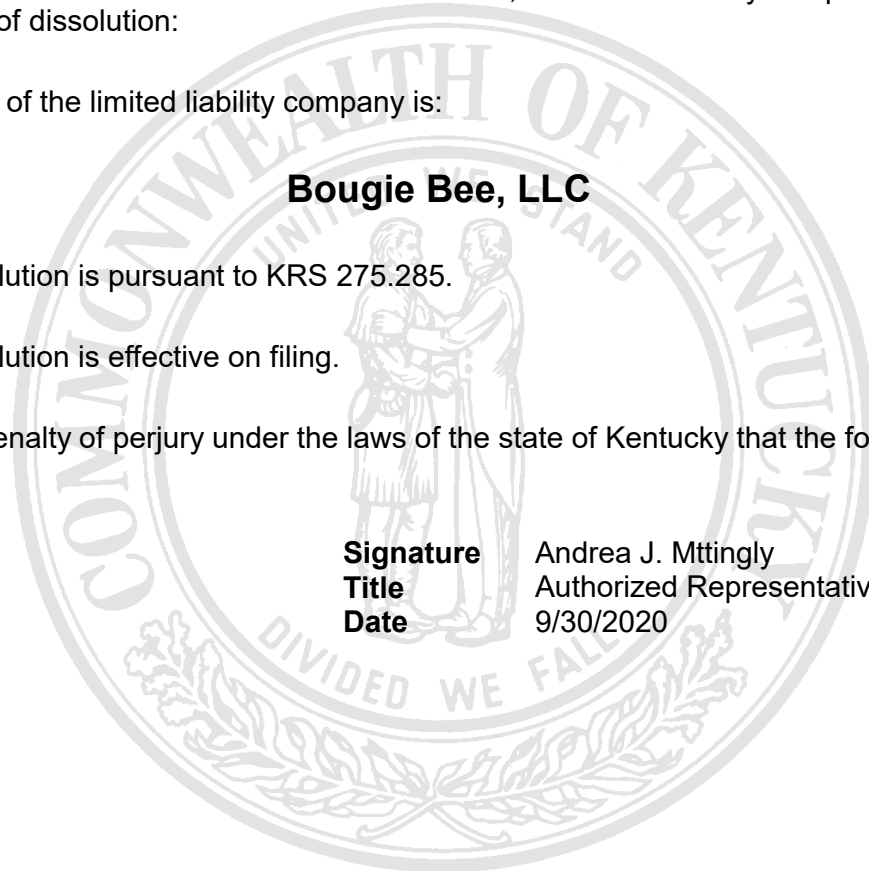 of dissolution:
of the limited liability company is:
COMMONWEALTH OF KENTUCKY
Bougie Bee, LLC
UNITED WE STAND
lution is pursuant to KRS 275.285.
lution is effective on filing.
enalty of perjury under the laws of the state of Kentucky that the fo
Signature Andrea J. Mttingly
Title Authorized Representativ
Date 9/30/2020
DIVIDED WE FALL